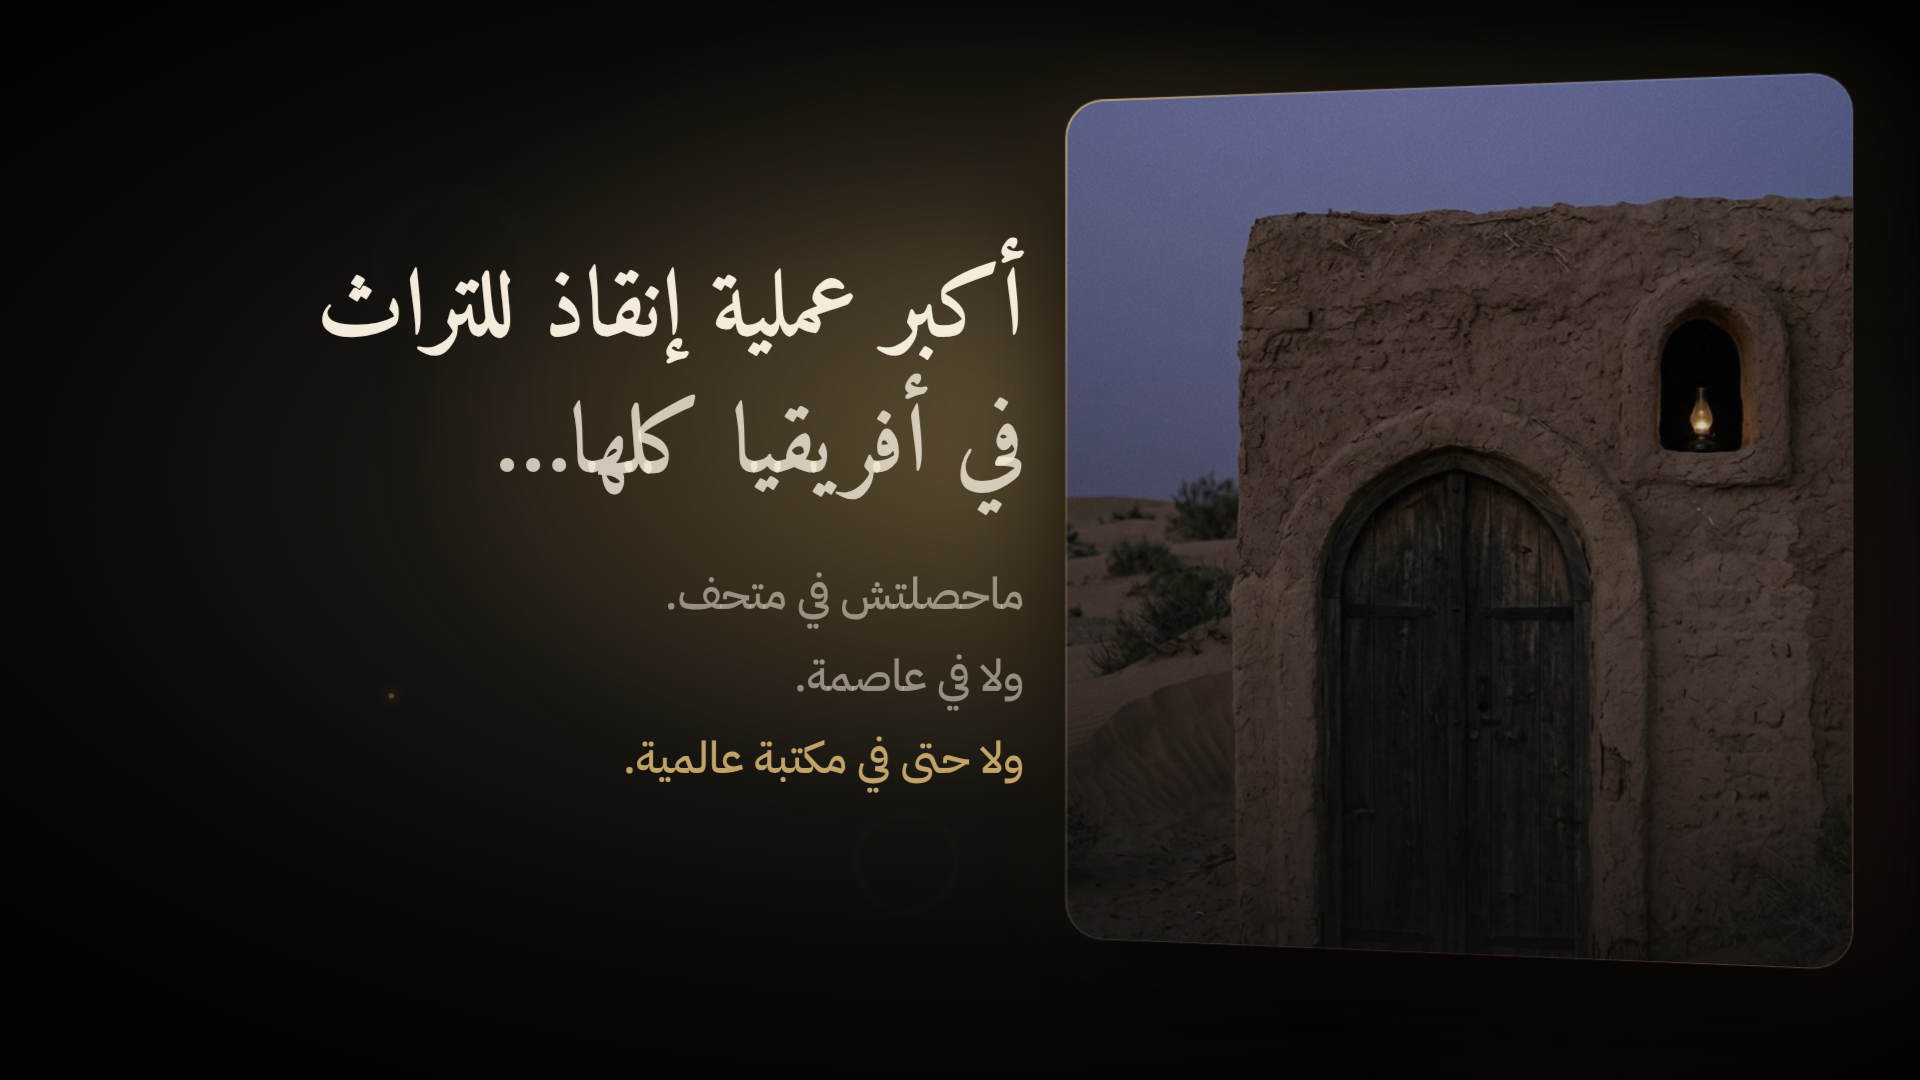 أكبر عملية إنقاذ للتراث
في أفريقيا كلها...
ماحصلتش في متحف.
ولا في عاصمة.
ولا حتى في مكتبة عالمية.